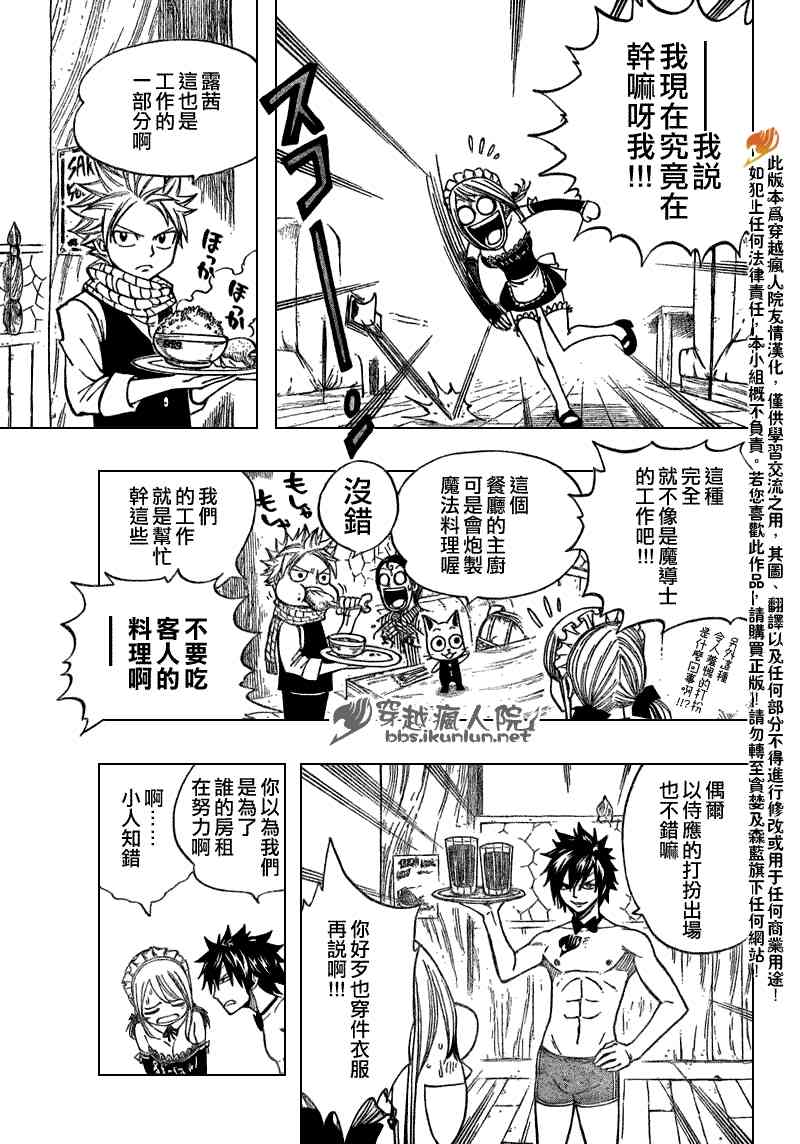 ——我說
我現在究竟在
幹嘛呀我!!!
スクー
露茜
這也是
工作的
一部分啊
ほっか
ほっか
這種
完全
就不像是魔導士
的工作吧!!!
另外這種
令人羞愧的打扮
是什麼回事呀!!?
這個
餐廳的主廚
可是會炮製
魔法料理喔
沒錯
もしゃ
もしゃ
我們
的工作
就是幫忙
幹這些
不要吃
客人的
料理啊
——
穿越瘋人院
bbs.ikunlun.net
偶爾
以侍應的
打扮出場
也不錯嘛
你好歹也穿件衣服
再說啊!!!
你以為我們
是為了
誰的房租
在努力啊
啊……
小人知錯
此版本爲穿越瘋人院友情漢化，僅供學習交流之用，其圖、翻譯以及任何部分不得進行修改或用于任何商業用途！
如犯上任何法律責任，本小組概不負責。若您喜歡此作品，請購買正版！請勿轉至貪婪及森藍旗下任何網站！